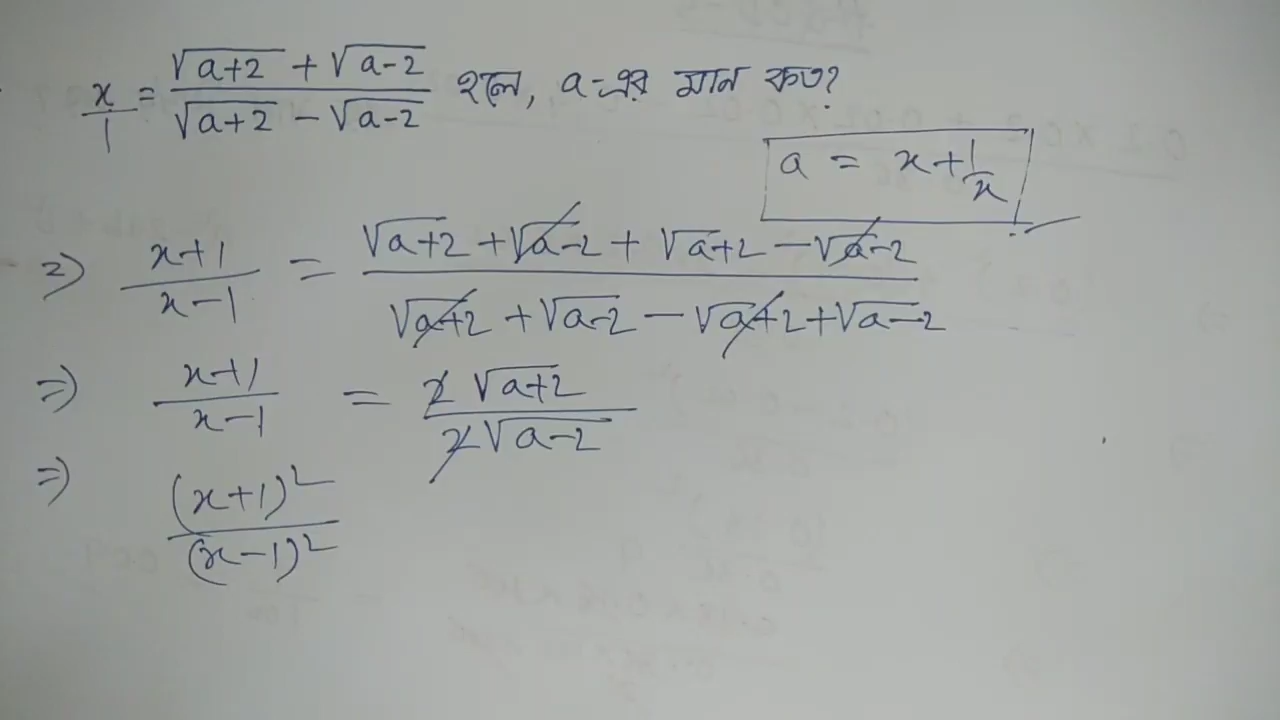 x/1 = (√(a+2) + √(a-2))/(√(a+2) - √(a-2)) হলে, a-এর মান কত?
a = x + 1/x
⇒) (x+1)/(x-1) = (√(a+2) + √(a-2) + √(a+2) - √(a-2))/(√(a+2) + √(a-2) - √(a+2) + √(a-2))
⇒) (x+1)/(x-1) = 2√(a+2)/2√(a-2)
⇒) (x+1)²/(x-1)²